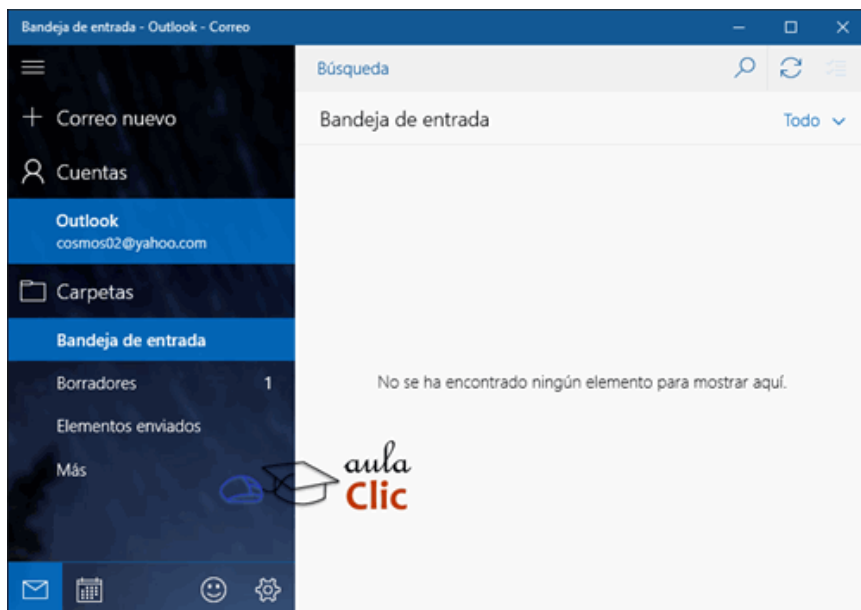 Bandeja de entrada - Outlook - Correo
Búsqueda
Correo nuevo
Bandeja de entrada
Todo
Cuentas
Outlook
cosmos02@yahoo.com
Carpetas
Bandeja de entrada
Borradores 1
No se ha encontrado ningún elemento para mostrar aquí.
Elementos enviados
Más
aula
Clic